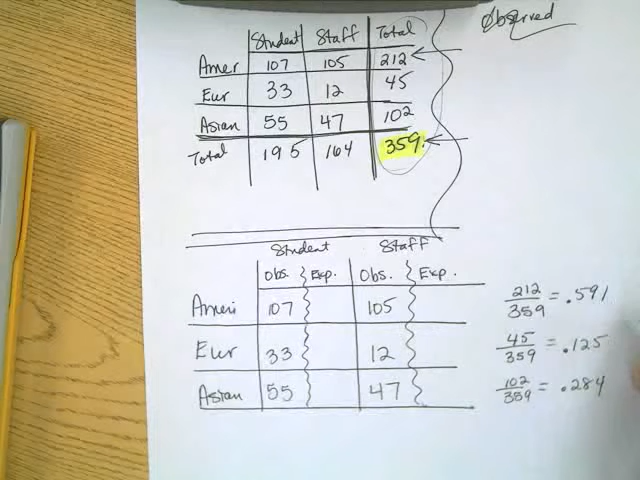 Observed
Student Staff Total
Amer 107 105 212
Eur 33 12 45
Asian 55 47 102
Total 195 164 359
Student Staff
Obs. Exp. Obs. Exp.
Ameri 107 105
Eur 33 12
Asian 55 47
212/359 = .591
45/359 = .125
102/359 = .284